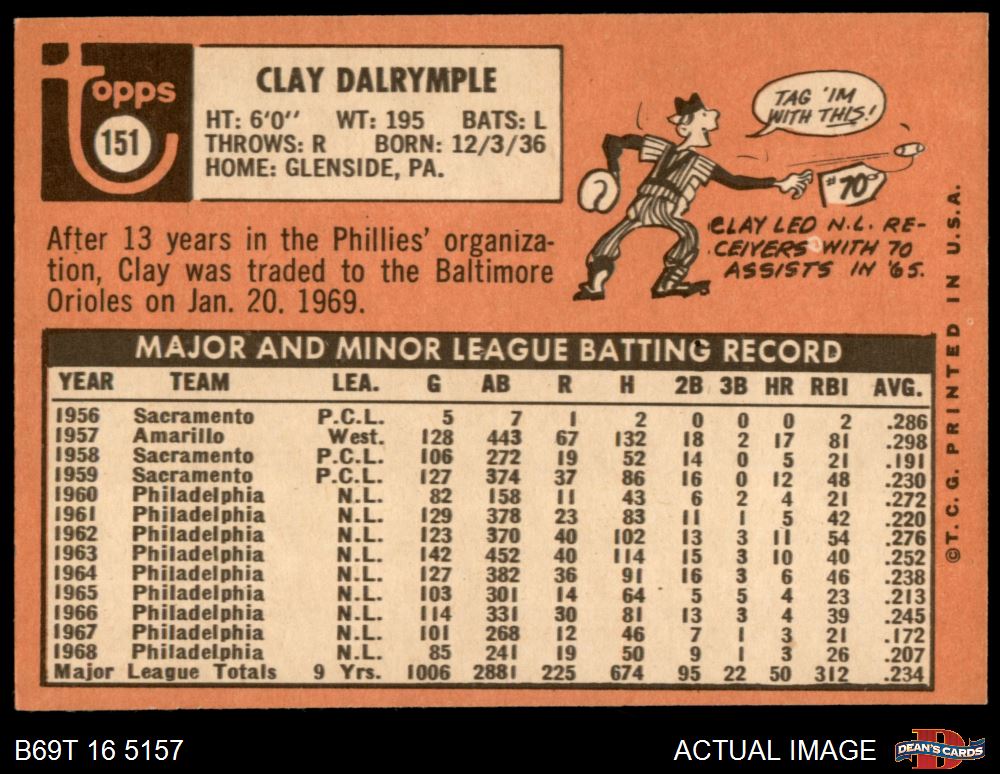 topps
151
CLAY DALRYMPLE
HT: 6'0" WT: 195 BATS: L
THROWS: R BORN: 12/3/36
HOME: GLENSIDE, PA.
TAG 'IM
WITH THIS!
#70
CLAY LED N.L. RE-
CEIVERS WITH 70
ASSISTS IN '65.
After 13 years in the Phillies' organiza-
tion, Clay was traded to the Baltimore
Orioles on Jan. 20. 1969.
MAJOR AND MINOR LEAGUE BATTING RECORD
YEAR TEAM LEA. G AB R H 2B 3B HR RBI AVG.
1956 Sacramento P.C.L. 5 7 1 2 0 0 0 2 .286
1957 Amarillo West. 128 443 67 132 18 2 17 81 .298
1958 Sacramento P.C.L. 106 272 19 52 14 0 5 21 .191
1959 Sacramento P.C.L. 127 374 37 86 16 0 12 48 .230
1960 Philadelphia N.L. 82 158 11 43 6 2 4 21 .272
1961 Philadelphia N.L. 129 378 23 83 11 1 5 42 .220
1962 Philadelphia N.L. 123 370 40 102 13 3 11 54 .276
1963 Philadelphia N.L. 142 452 40 114 15 3 10 40 .252
1964 Philadelphia N.L. 127 382 36 91 16 3 6 46 .238
1965 Philadelphia N.L. 103 301 14 64 5 5 4 23 .213
1966 Philadelphia N.L. 114 331 30 81 13 3 4 39 .245
1967 Philadelphia N.L. 101 268 12 46 7 1 3 21 .172
1968 Philadelphia N.L. 85 241 19 50 9 1 3 26 .207
Major League Totals 9 Yrs. 1006 2881 225 674 95 22 50 312 .234
©T.C.G. PRINTED IN U.S.A.
B69T 16 5157
ACTUAL IMAGE
D
DEAN'S CARDS